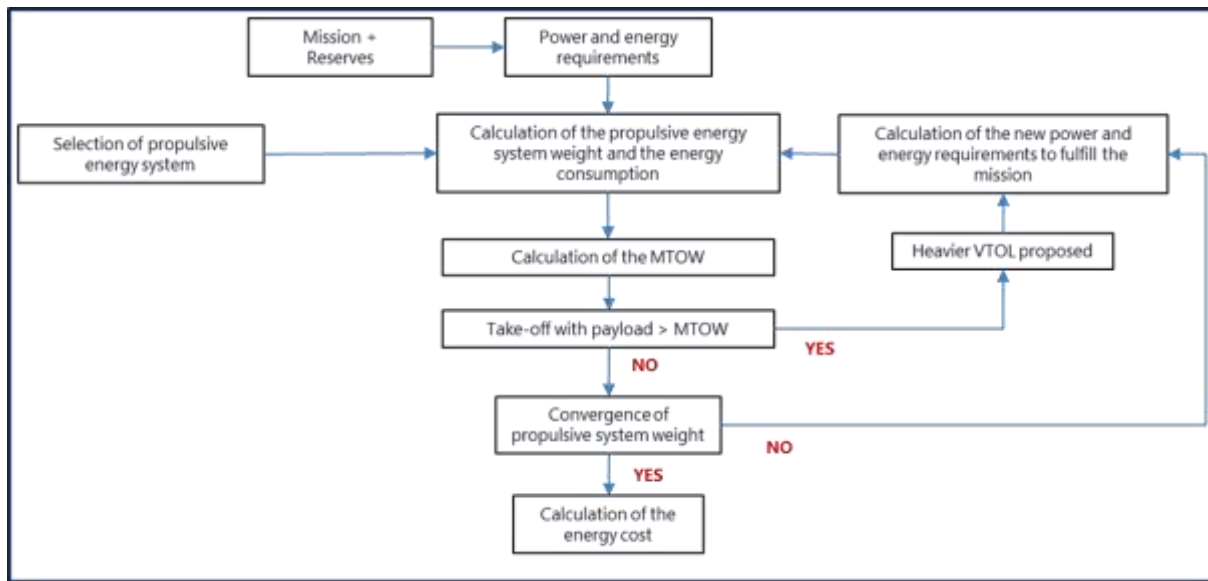 Mission +
Reserves
Power and energy
requirements
Selection of propulsive
energy system
Calculation of the propulsive energy
system weight and the energy
consumption
Calculation of the new power and
energy requirements to fulfill the
mission
Calculation of the MTOW
Heavier VTOL proposed
Take-off with payload > MTOW
YES
NO
Convergence of
propulsive system weight
NO
YES
Calculation of the
energy cost